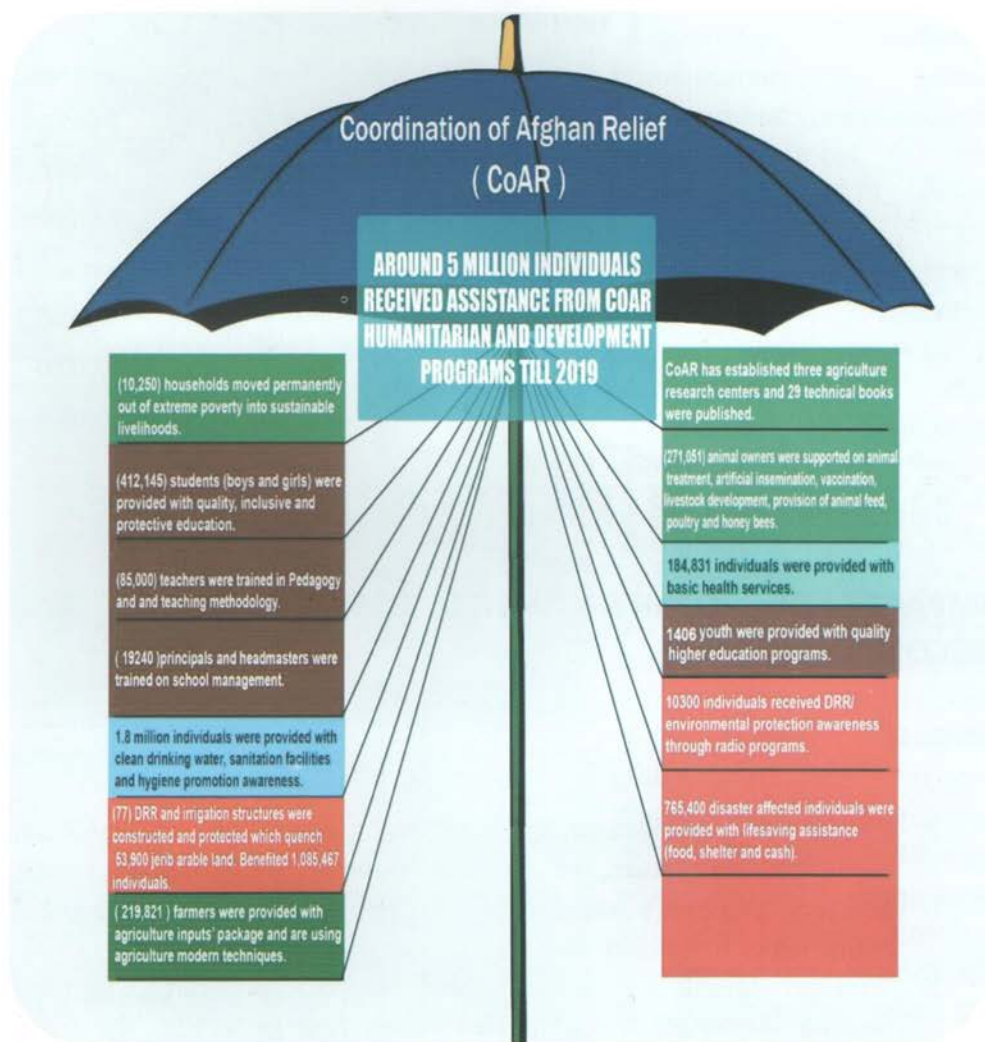 Coordination of Afghan Relief
( CoAR )
AROUND 5 MILLION INDIVIDUALS
RECEIVED ASSISTANCE FROM COAR
HUMANITARIAN AND DEVELOPMENT
PROGRAMS TILL 2019
(10,250) households moved permanently
out of extreme poverty into sustainable
livelihoods.
(412,145) students (boys and girls) were
provided with quality, inclusive and
protective education.
(85,000) teachers were trained in Pedagogy
and and teaching methodology.
( 19240 )principals and headmasters were
trained on school management.
1.8 million individuals were provided with
clean drinking water, sanitation facilities
and hygiene promotion awareness.
(77) DRR and irrigation structures were
constructed and protected which quench
53,900 jerib arable land. Benefited 1,085,467
individuals.
( 219,821 ) farmers were provided with
agriculture inputs' package and are using
agriculture modern techniques.
CoAR has established three agriculture
research centers and 29 technical books
were published.
(271,051) animal owners were supported on animal
treatment, artificial insemination, vaccination,
livestock development, provision of animal feed,
poultry and honey bees.
184,831 individuals were provided with
basic health services.
1406 youth were provided with quality
higher education programs.
10300 individuals received DRR/
environmental protection awareness
through radio programs.
765,400 disaster affected individuals were
provided with lifesaving assistance
(food, shelter and cash).